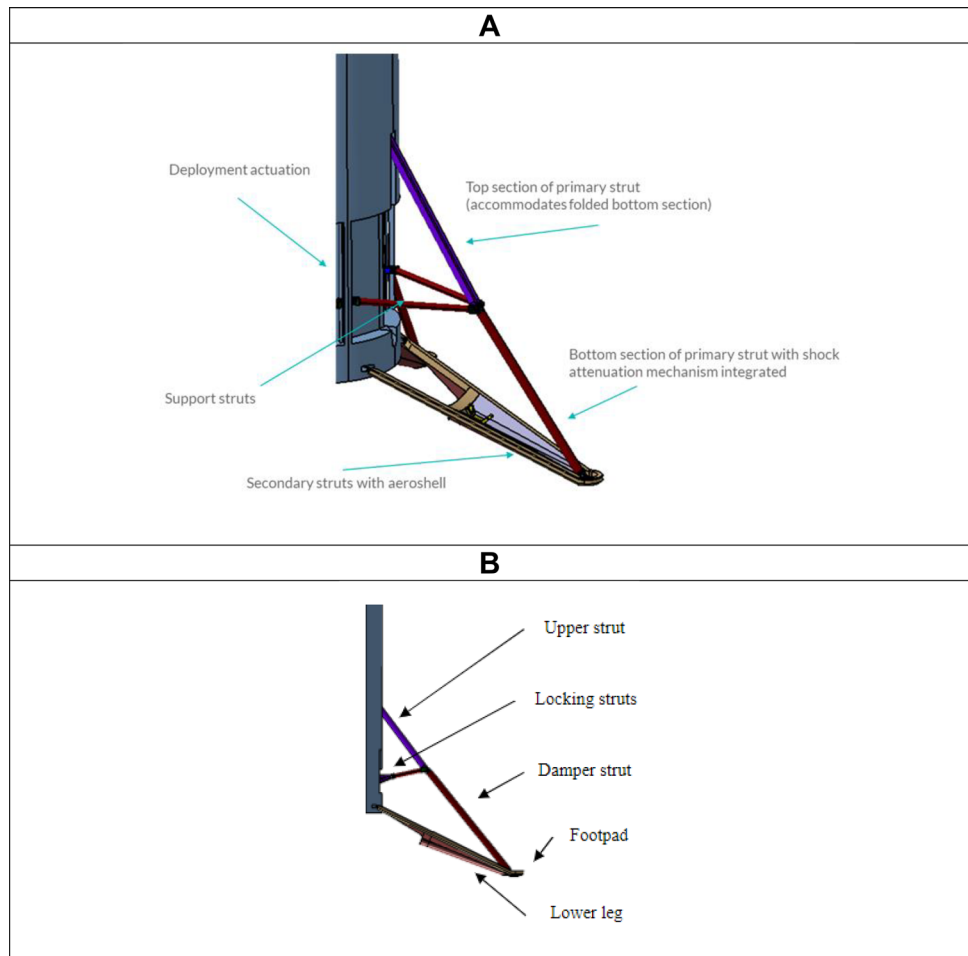 A
Deployment actuation
Top section of primary strut
(accommodates folded bottom section)
Bottom section of primary strut with shock
attenuation mechanism integrated
Support struts
Secondary struts with aeroshell
B
Upper strut
Locking struts
Damper strut
Footpad
Lower leg